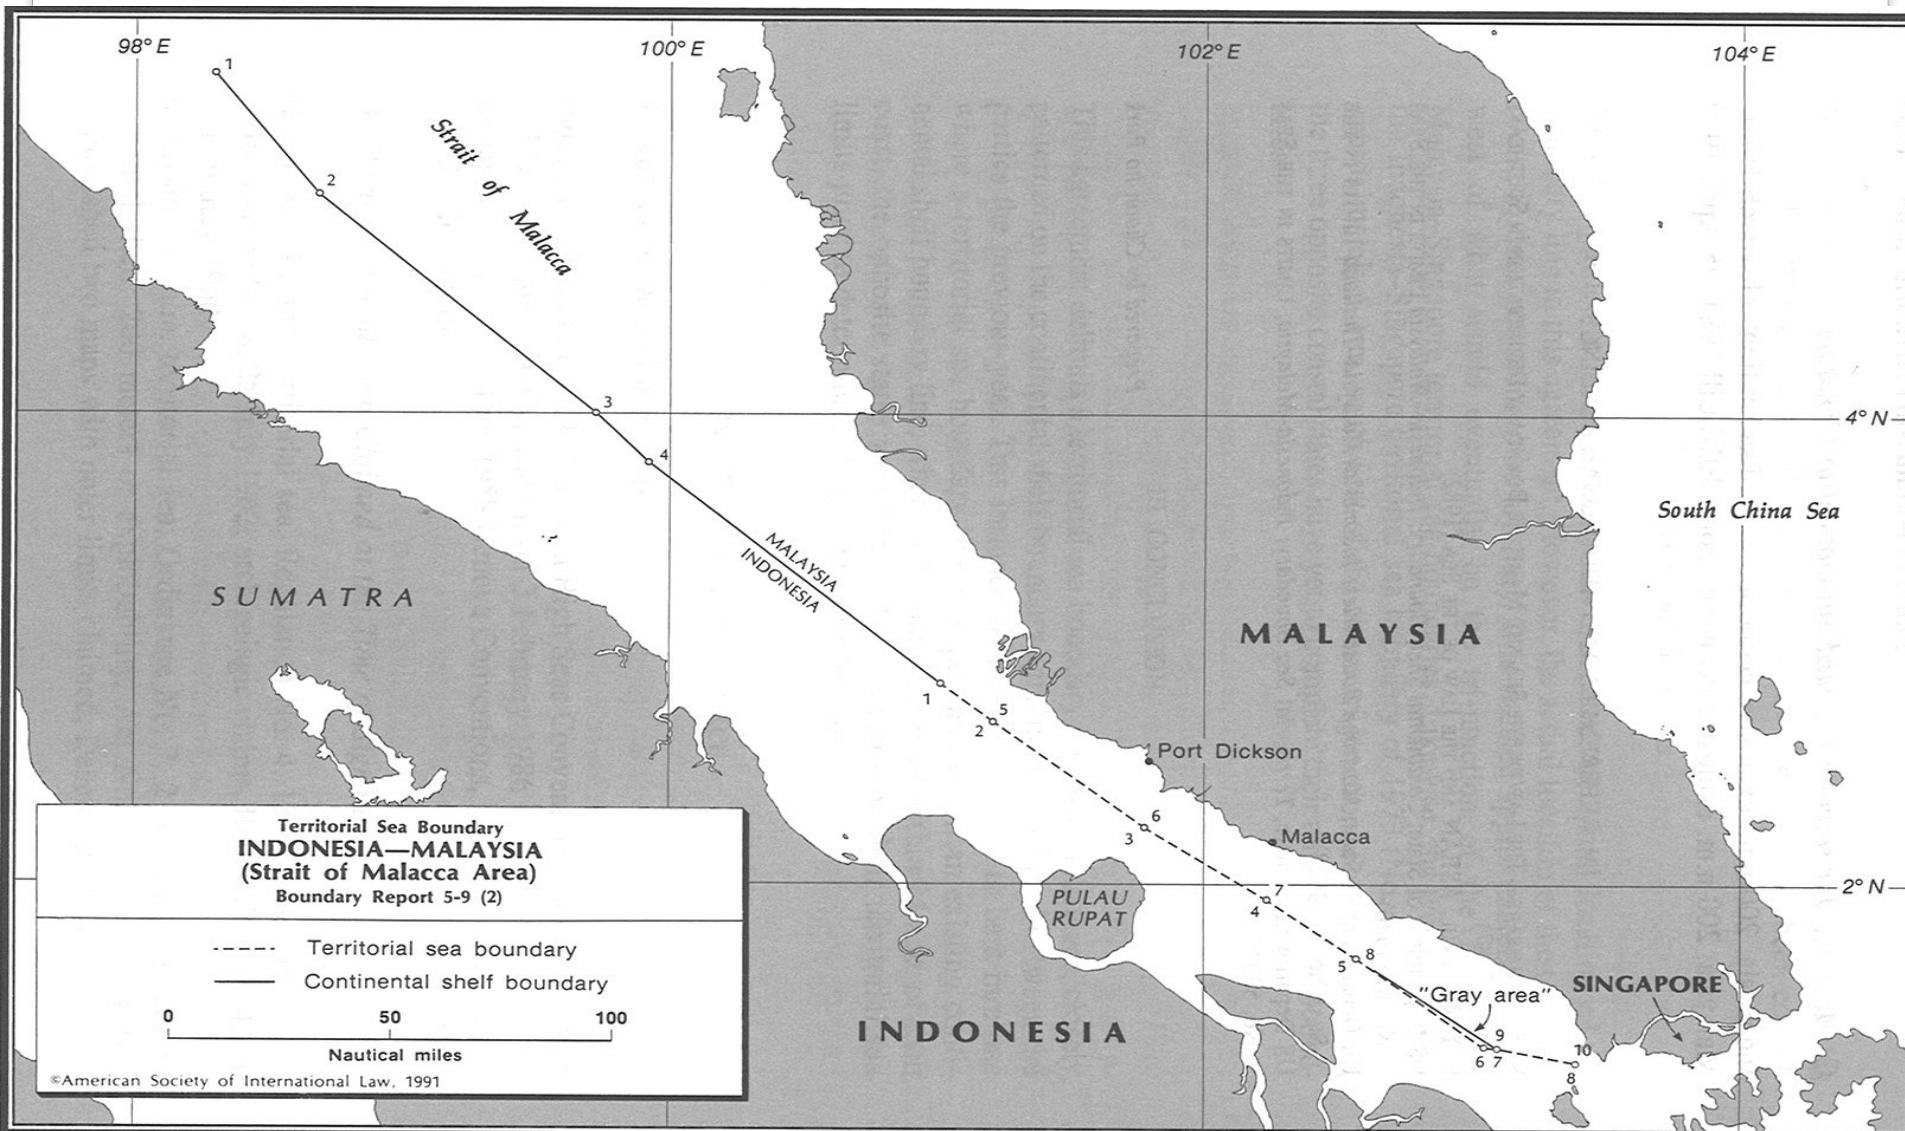 98° E
100° E
102° E
104° E
1
2
Strait of Malacca
3
4
4° N
South China Sea
MALAYSIA
INDONESIA
SUMATRA
MALAYSIA
1
5
2
Port Dickson
6
3
Malacca
7
4
2° N
PULAU
RUPAT
8
5
"Gray area"
SINGAPORE
9
6 7
10
8
INDONESIA
Territorial Sea Boundary
INDONESIA—MALAYSIA
(Strait of Malacca Area)
Boundary Report 5-9 (2)
Territorial sea boundary
Continental shelf boundary
0 50 100
Nautical miles
©American Society of International Law, 1991